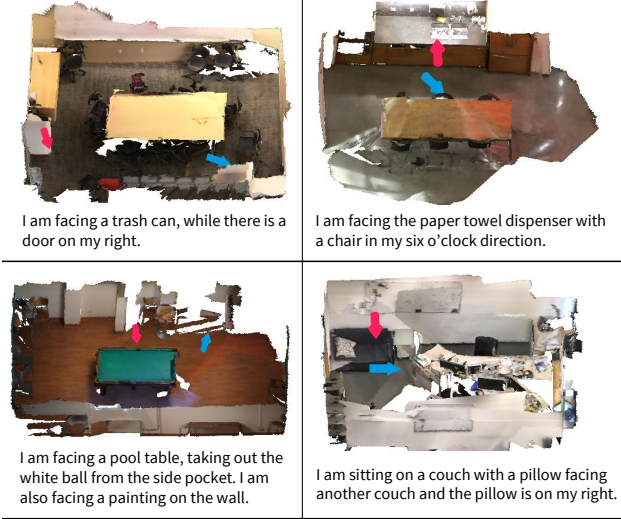 I am facing a trash can, while there is a
door on my right.
I am facing the paper towel dispenser with
a chair in my six o’clock direction.
I am facing a pool table, taking out the
white ball from the side pocket. I am
also facing a painting on the wall.
I am sitting on a couch with a pillow facing
another couch and the pillow is on my right.